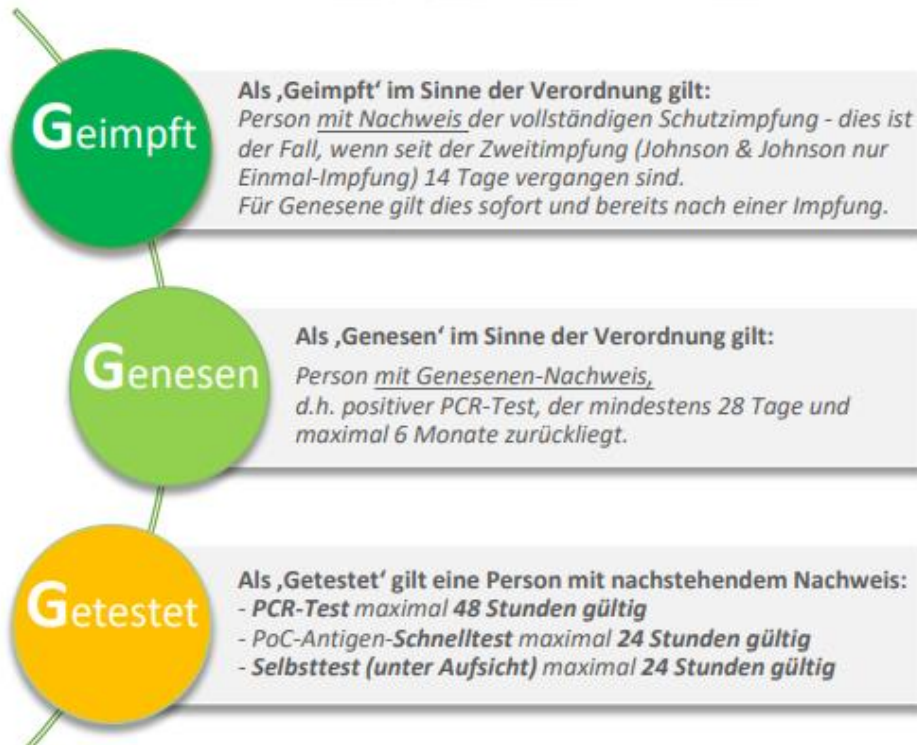 Geimpft
Als ‚Geimpft‘ im Sinne der Verordnung gilt:
Person mit Nachweis der vollständigen Schutzimpfung - dies ist
der Fall, wenn seit der Zweitimpfung (Johnson & Johnson nur
Einmal-Impfung) 14 Tage vergangen sind.
Für Genesene gilt dies sofort und bereits nach einer Impfung.
Genesen
Als ‚Genesen‘ im Sinne der Verordnung gilt:
Person mit Genesenen-Nachweis,
d.h. positiver PCR-Test, der mindestens 28 Tage und
maximal 6 Monate zurückliegt.
Getestet
Als ‚Getestet‘ gilt eine Person mit nachstehendem Nachweis:
- PCR-Test maximal 48 Stunden gültig
- PoC-Antigen-Schnelltest maximal 24 Stunden gültig
- Selbsttest (unter Aufsicht) maximal 24 Stunden gültig